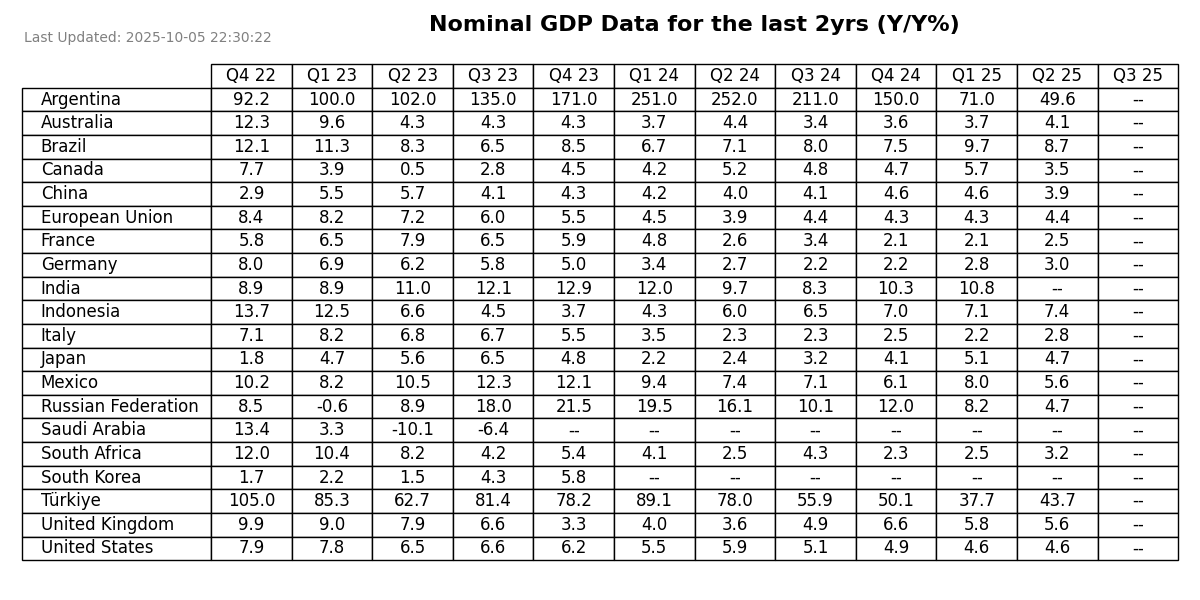 Nominal GDP Data for the last 2yrs (Y/Y%)
Last Updated: 2025-10-05 22:30:22
Q4 22 Q1 23 Q2 23 Q3 23 Q4 23 Q1 24 Q2 24 Q3 24 Q4 24 Q1 25 Q2 25 Q3 25
Argentina 92.2 100.0 102.0 135.0 171.0 251.0 252.0 211.0 150.0 71.0 49.6 --
Australia 12.3 9.6 4.3 4.3 4.3 3.7 4.4 3.4 3.6 3.7 4.1 --
Brazil 12.1 11.3 8.3 6.5 8.5 6.7 7.1 8.0 7.5 9.7 8.7 --
Canada 7.7 3.9 0.5 2.8 4.5 4.2 5.2 4.8 4.7 5.7 3.5 --
China 2.9 5.5 5.7 4.1 4.3 4.2 4.0 4.1 4.6 4.6 3.9 --
European Union 8.4 8.2 7.2 6.0 5.5 4.5 3.9 4.4 4.3 4.3 4.4 --
France 5.8 6.5 7.9 6.5 5.9 4.8 2.6 3.4 2.1 2.1 2.5 --
Germany 8.0 6.9 6.2 5.8 5.0 3.4 2.7 2.2 2.2 2.8 3.0 --
India 8.9 8.9 11.0 12.1 12.9 12.0 9.7 8.3 10.3 10.8 -- --
Indonesia 13.7 12.5 6.6 4.5 3.7 4.3 6.0 6.5 7.0 7.1 7.4 --
Italy 7.1 8.2 6.8 6.7 5.5 3.5 2.3 2.3 2.5 2.2 2.8 --
Japan 1.8 4.7 5.6 6.5 4.8 2.2 2.4 3.2 4.1 5.1 4.7 --
Mexico 10.2 8.2 10.5 12.3 12.1 9.4 7.4 7.1 6.1 8.0 5.6 --
Russian Federation 8.5 -0.6 8.9 18.0 21.5 19.5 16.1 10.1 12.0 8.2 4.7 --
Saudi Arabia 13.4 3.3 -10.1 -6.4 -- -- -- -- -- -- -- --
South Africa 12.0 10.4 8.2 4.2 5.4 4.1 2.5 4.3 2.3 2.5 3.2 --
South Korea 1.7 2.2 1.5 4.3 5.8 -- -- -- -- -- -- --
Türkiye 105.0 85.3 62.7 81.4 78.2 89.1 78.0 55.9 50.1 37.7 43.7 --
United Kingdom 9.9 9.0 7.9 6.6 3.3 4.0 3.6 4.9 6.6 5.8 5.6 --
United States 7.9 7.8 6.5 6.6 6.2 5.5 5.9 5.1 4.9 4.6 4.6 --